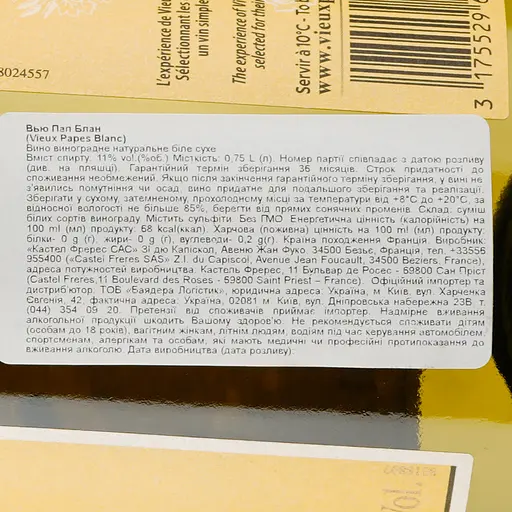 L'expérience de Vieux
Sélectionnant les
un vin simple
The experience of Vieux
selected for their
Servir à 10°C - To b
www.vieuxp
3 175529
8024557
Вью Пап Блан
(Vieux Papes Blanc)
Вино виноградне натуральне біле сухе
Вміст спирту: 11% vol.(%об.) Місткість: 0,75 L (л). Номер партії співпадає з датою розливу
(див. на пляшці). Гарантійний термін зберігання 36 місяців. Строк придатності до
споживання необмежений. Якщо після закінчення гарантійного терміну зберігання, у вині не
з'явились помутніння чи осад, вино придатне для подальшого зберігання та реалізації.
Зберігати у сухому, затемненому, прохолодному місці за температури від +8°C до +20°C, за
відносної вологості не більше 85%, берегти від прямих сонячних променів. Склад: суміш
білих сортів винограду. Містить сульфіти. Без ГМО. Енергетична цінність (калорійність) на
100 ml (мл) продукту: 68 kcal(ккал). Харчова (поживна) цінність на 100 ml (мл) продукту:
білки- 0 g (г), жири- 0 g (г), вуглеводи- 0,2 g(г). Країна походження Франція. Виробник:
«Кастел Фререс САС» Зі дю Капіскол, Авеню Жан Фуко, 34500 Безьє, Франція, тел. +33556
955400 («Castel Freres SAS» Z.I. du Capiscol, Avenue Jean Foucault, 34500 Beziers, France),
адреса потужностей виробництва: Кастель Фререс, 11 Бульвар де Росес - 69800 Сан Пріст
(Castel Freres,11 Boulevard des Roses - 69800 Saint Priest – France). Офіційний імпортер та
дистриб'ютор: ТОВ «Баядера Логістик», юридична адреса: Україна, м. Київ, вул. Харченка
Євгенія, 42, фактична адреса: Україна, 02081 м. Київ, вул. Дніпровська набережна 23В, т.
(044) 354 09 20. Претензії від споживачів приймає імпортер. Надмірне вживання
алкогольної продукції шкодить Вашому здоров'ю. Не рекомендується споживати дітям
(особам до 18 років), вагітним жінкам, літнім людям, водіям під час керування автомобілем,
спортсменам, алергікам та особам, які мають медичні чи професійні протипоказання до
вживання алкоголю. Дата виробництва (дата розливу).
Vol.